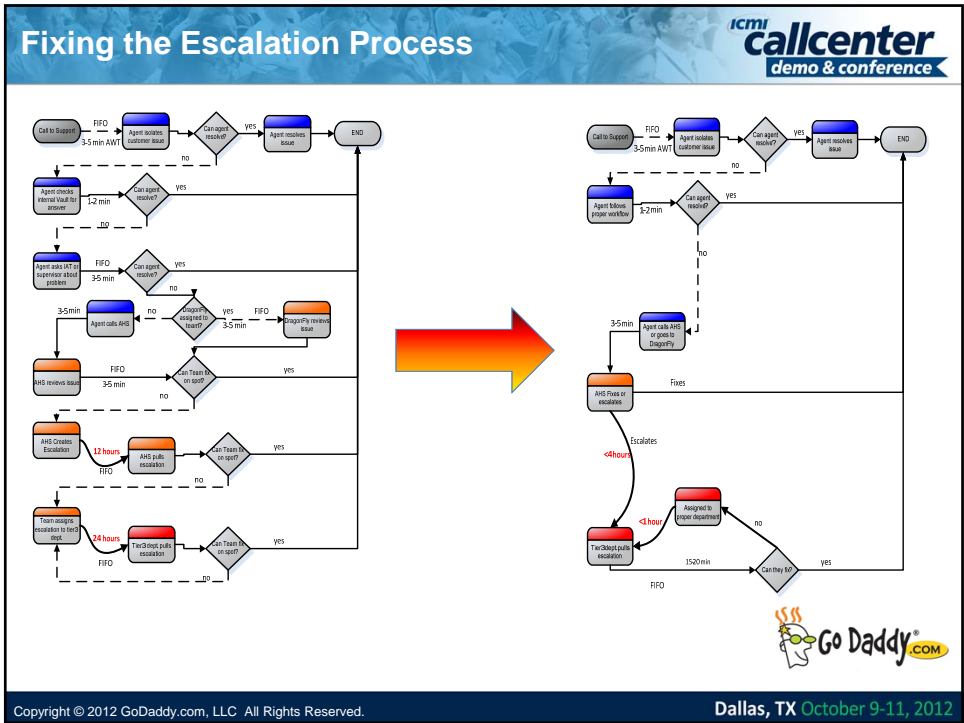 Fixing the Escalation Process
ICMI
callcenter
demo & conference
Call to Support
FIFO
3-5 min AWT
Agent isolates
customer issue
Can agent
resolve?
yes
Agent resolves
issue
END
no
Agent checks
internal Vault for
answer
1-2 min
Can agent
resolve?
yes
no
Agent asks IAT or
supervisor about
problem
FIFO
3-5 min
Can agent
resolve?
yes
no
3-5min
Agent calls AHS
no
DragonFly
assigned to
team?
yes
3-5 min
FIFO
DragonFly reviews
issue
AHS reviews issue
FIFO
3-5 min
Can Team fix
on spot?
yes
no
AHS Creates
Escalation
12 hours
FIFO
AHS pulls
escalation
Can Team fix
on spot?
yes
no
Team assigns
escalation to tier3
dept.
24 hours
FIFO
Tier3dept. pulls
escalation
Can Team fix
on spot?
yes
no
Call to Support
FIFO
3-5min AWT
Agent isolates
customer issue
Can agent
resolve?
yes
Agent resolves
issue
END
no
Agent follows
proper workflow
1-2min
Can agent
resolvd?
yes
no
3-5min
Agent calls AHS
or goes to
DragonFly
AHS Fixes or
escalates
Fixes
Escalates
<4hours
Assigned to
proper department
<1hour
no
Tier3dept.pulls
escalation
1520min
FIFO
Can they fix?
yes
Go Daddy®.COM
Copyright © 2012 GoDaddy.com, LLC All Rights Reserved.
Dallas, TX October 9-11, 2012